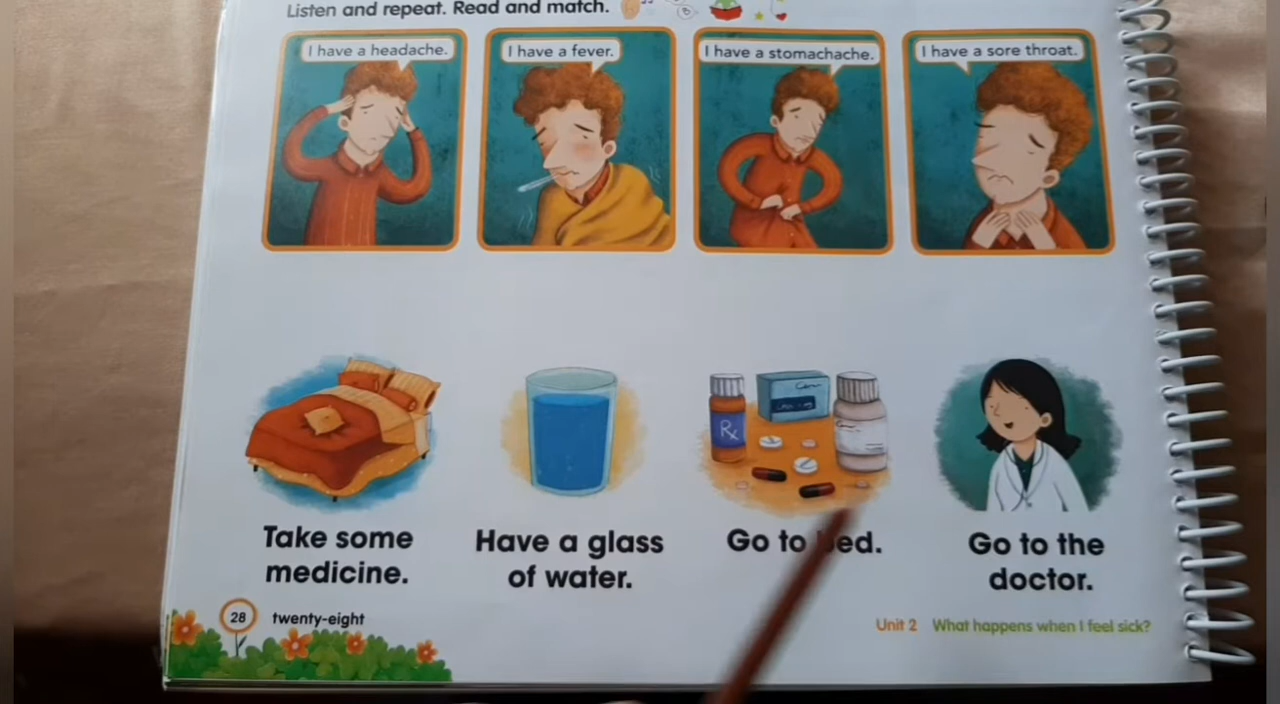 Listen and repeat. Read and match.
I have a headache.
I have a fever.
I have a stomachache.
I have a sore throat.
Rx
Take some
medicine.
Have a glass
of water.
Go to bed.
Go to the
doctor.
28
twenty-eight
Unit 2 What happens when I feel sick?